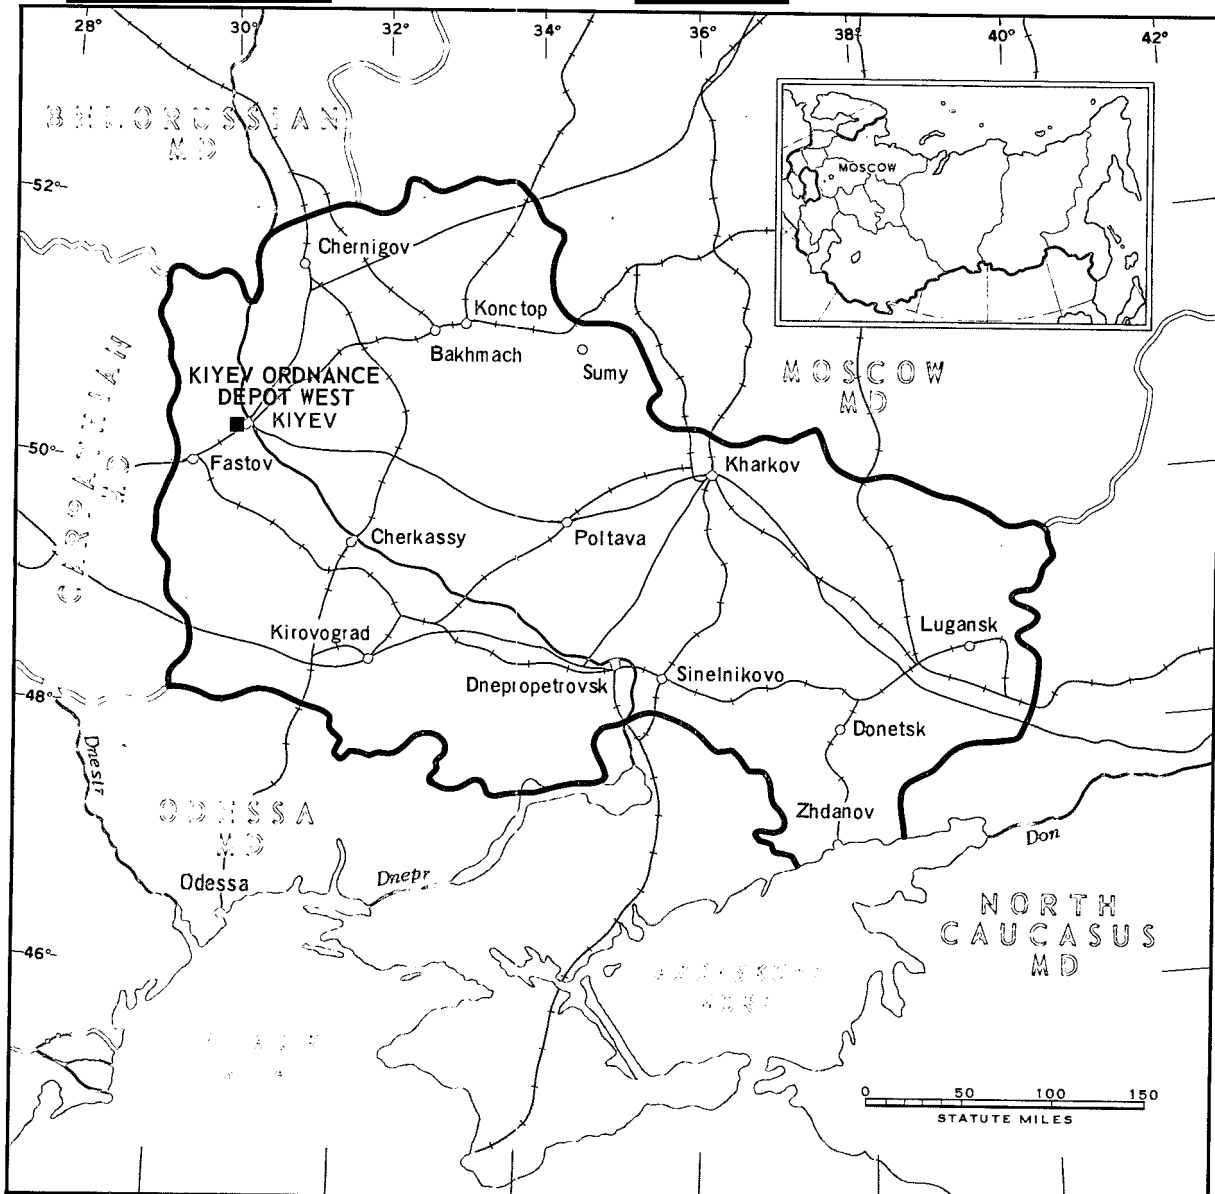 28°
30°
32°
34°
36°
38°
40°
42°
BELORUSSIAN
MD
MOSCOW
52°
Chernigov
Konctop
Bakhmach
Sumy
MOSCOW
MD
KIYEV ORDNANCE
DEPOT WEST
KIYEV
50°
Fastov
CARPATHIAN
MD
Kharkov
Cherkassy
Poltava
Kirovograd
Lugansk
Dnepropetrovsk
Sinelnikovo
48°
Donetsk
Dnestr
Zhdanov
ODESSA
MD
Don
Odessa
Dnepr
NORTH
CAUCASUS
MD
46°
0 50 100 150
STATUTE MILES